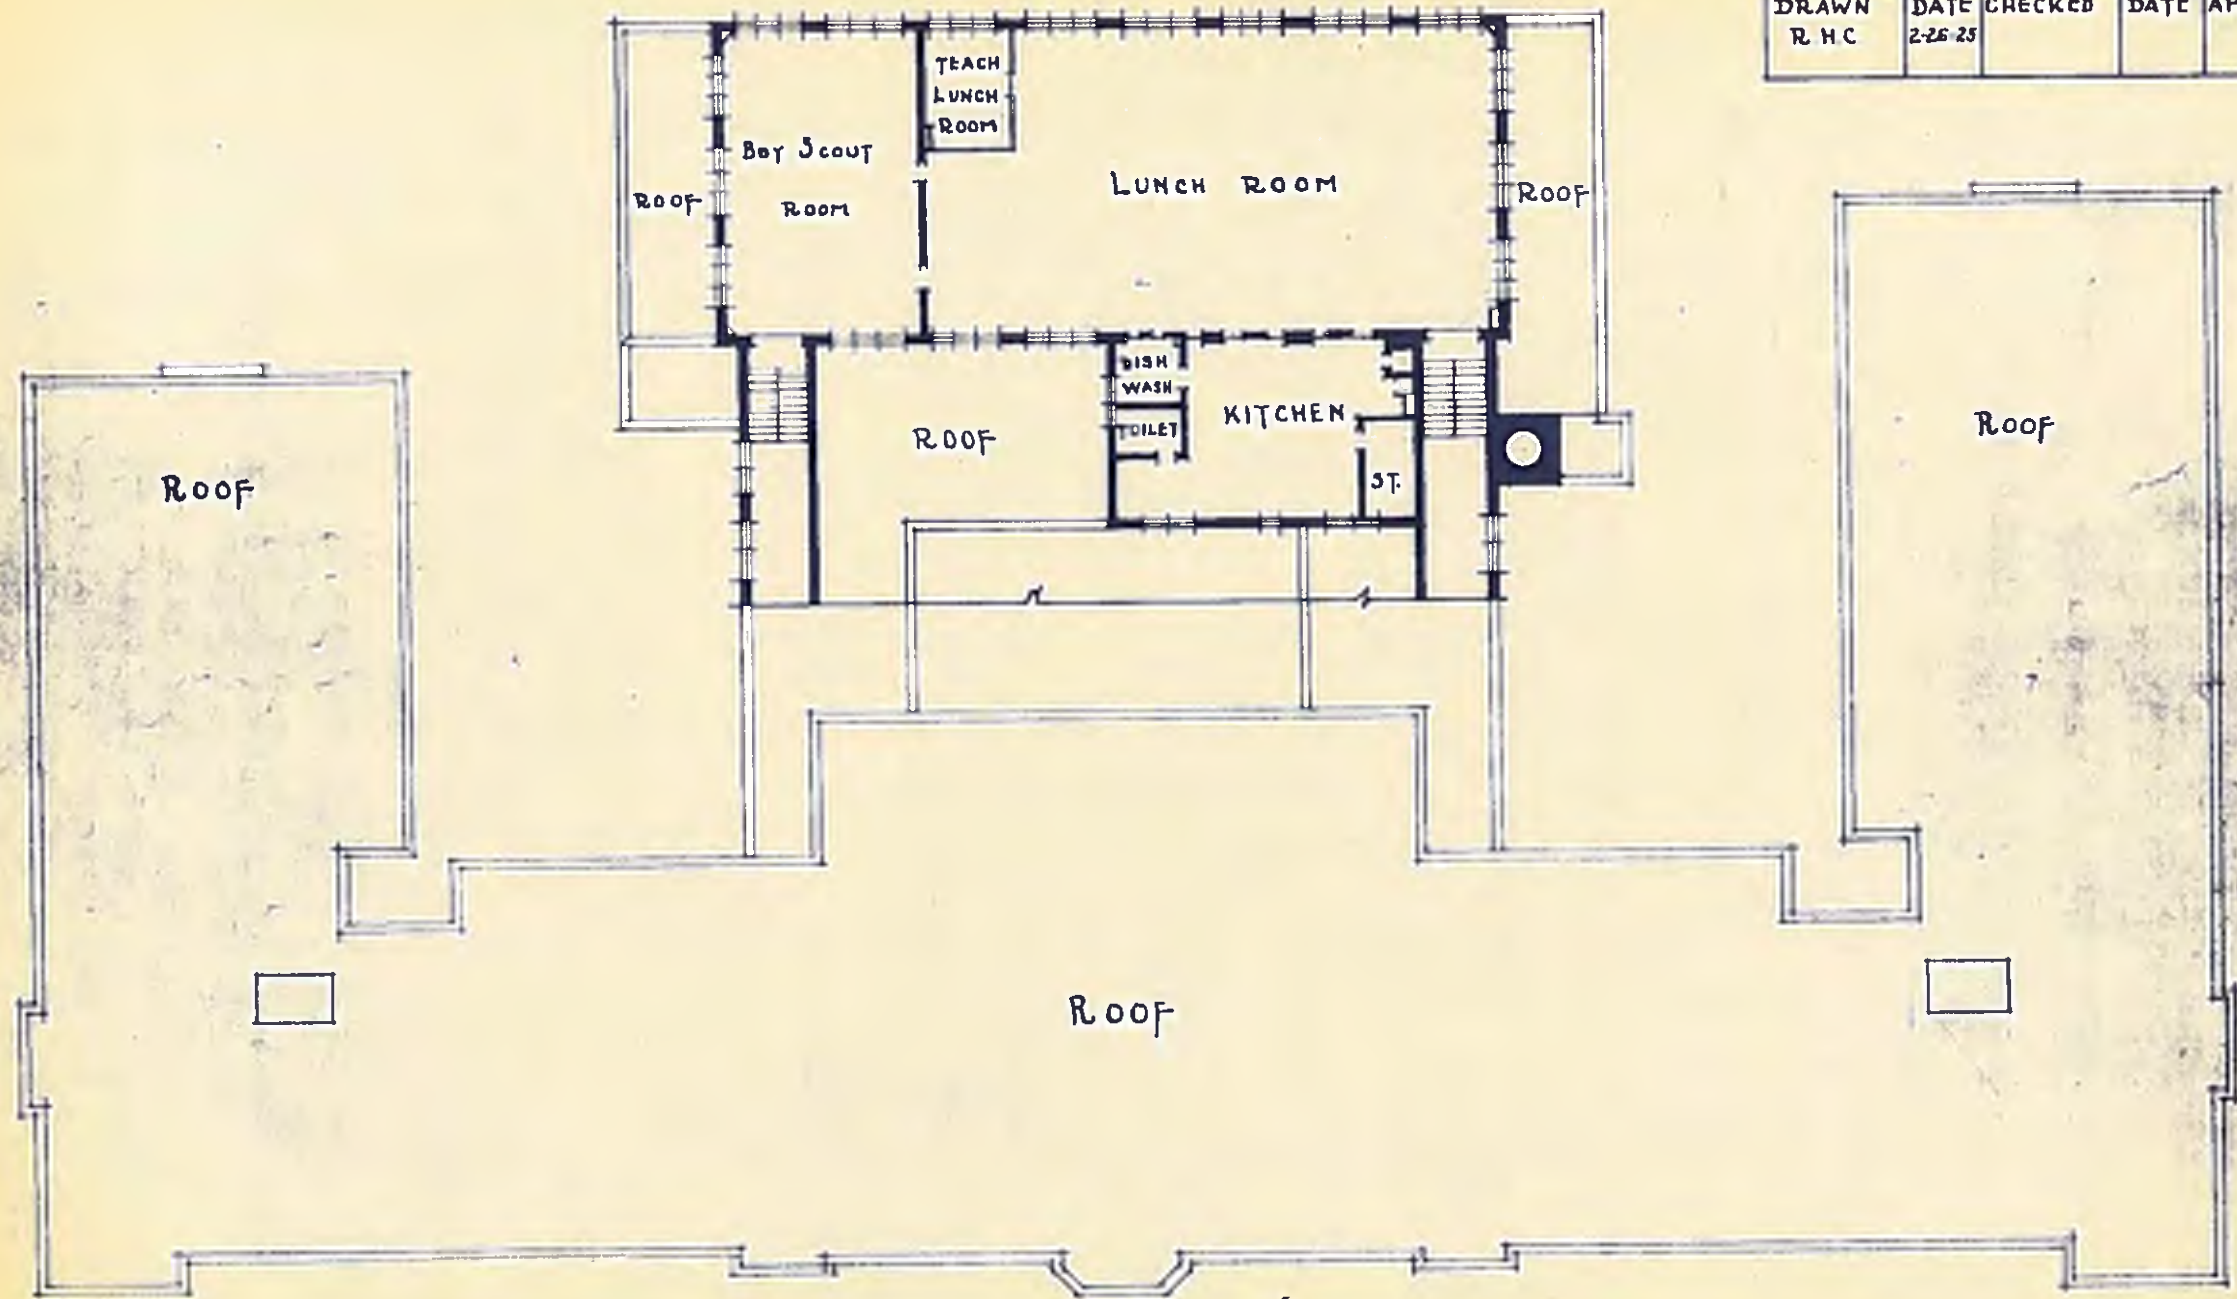 DRAWN DATE CHECKED DATE
R H C 2-26-25
TEACH
LUNCH
ROOM
BOY SCOUT
ROOM
LUNCH ROOM
ROOF
ROOF
DISH
WASH
KITCHEN
TOILET
ST.
ROOF
ROOF
ROOF
ROOF